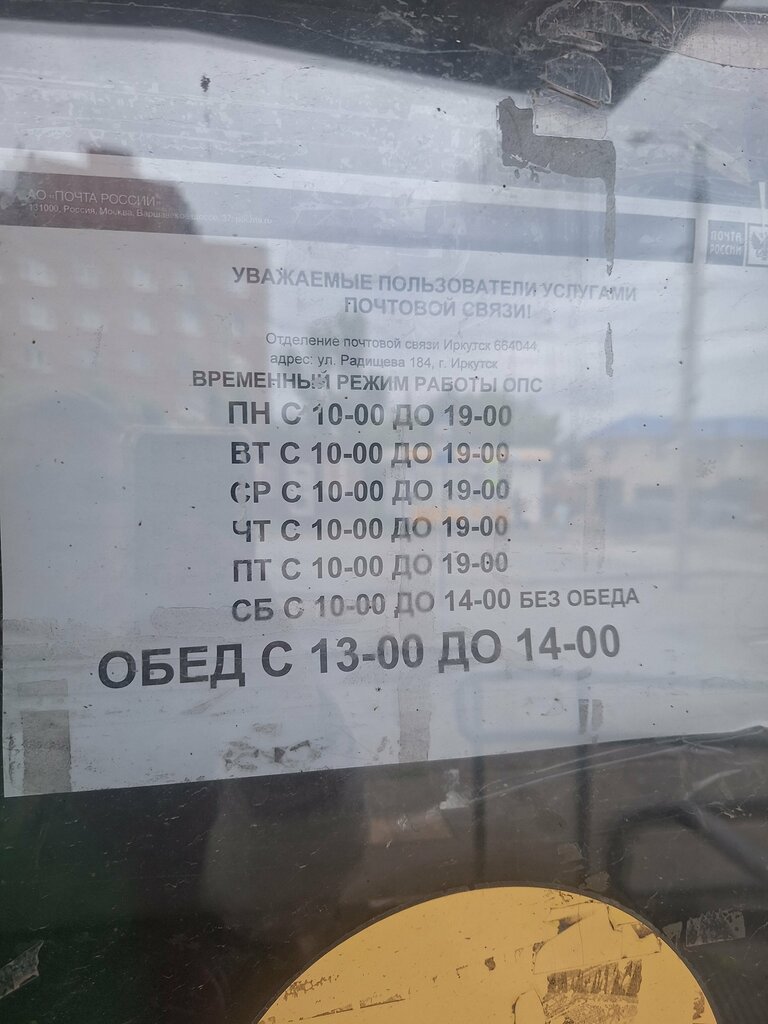 АО «ПОЧТА РОССИИ»
131000, Россия, Москва, Варшавское шоссе, 37
ПОЧТА
РОССИИ
УВАЖАЕМЫЕ ПОЛЬЗОВАТЕЛИ УСЛУГАМИ
ПОЧТОВОЙ СВЯЗИ!
Отделение почтовой связи Иркутск 664044,
адрес: ул. Радищева 184, г. Иркутск
ВРЕМЕННЫЙ РЕЖИМ РАБОТЫ ОПС
ПН С 10-00 ДО 19-00
ВТ С 10-00 ДО 19-00
СР С 10-00 ДО 19-00
ЧТ С 10-00 ДО 19-00
ПТ С 10-00 ДО 19-00
СБ С 10-00 ДО 14-00 БЕЗ ОБЕДА
ОБЕД С 13-00 ДО 14-00